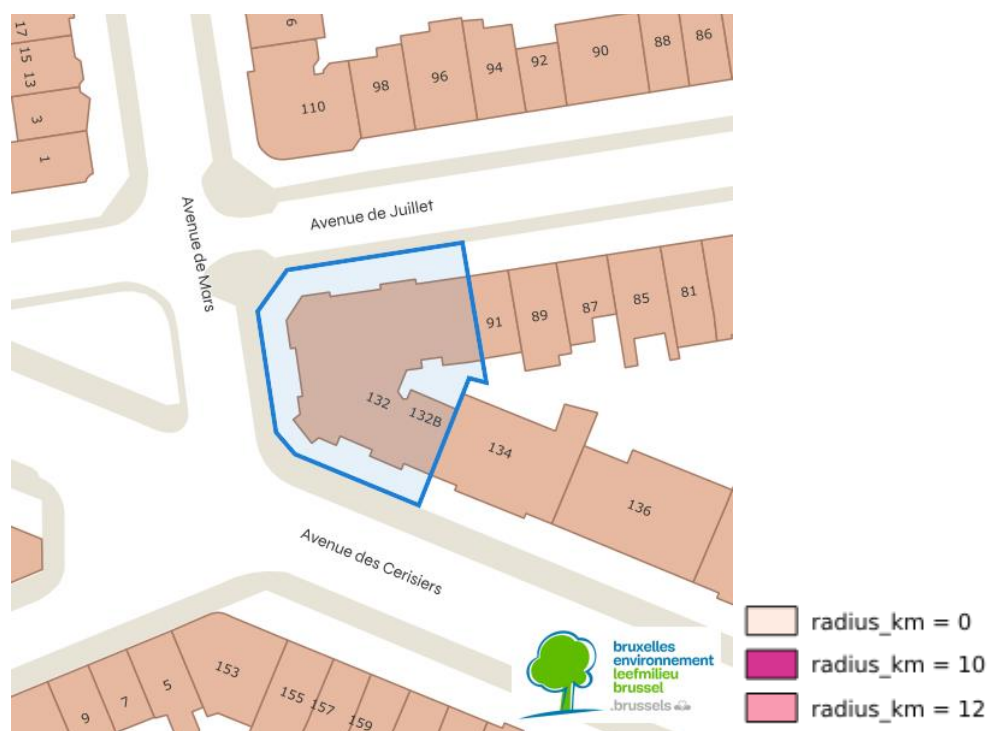 6
17
15
13
3
1
110
98
96
94
92
90
88
86
Avenue de Juillet
Avenue de Mars
91
89
87
85
81
132
132B
134
136
Avenue des Cerisiers
153
155
157
159
5
7
9
bruxelles
environnement
leefmilieu
brussel
.brussels
radius_km = 0
radius_km = 10
radius_km = 12